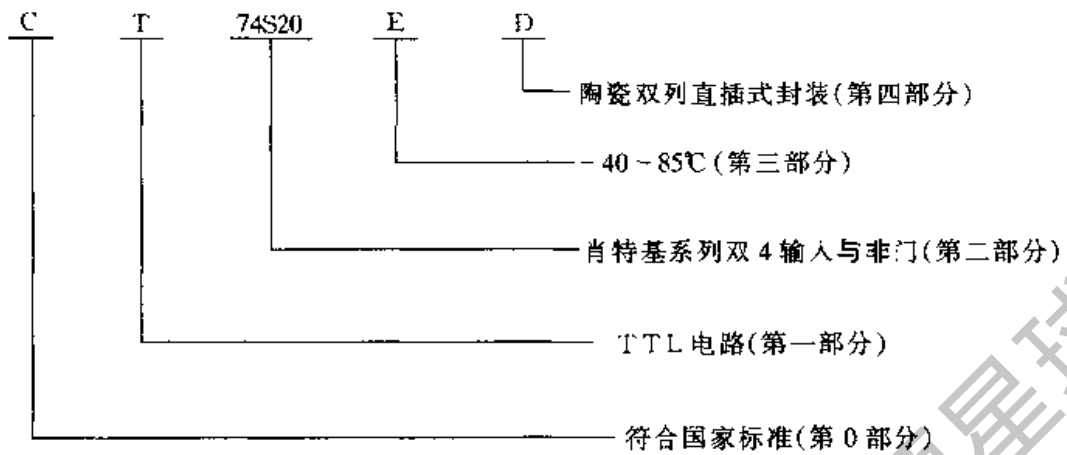 C T 74S20 E D
陶瓷双列直插式封装(第四部分)
-40~85℃(第三部分)
肖特基系列双4输入与非门(第二部分)
TTL电路(第一部分)
符合国家标准(第0部分)
星球